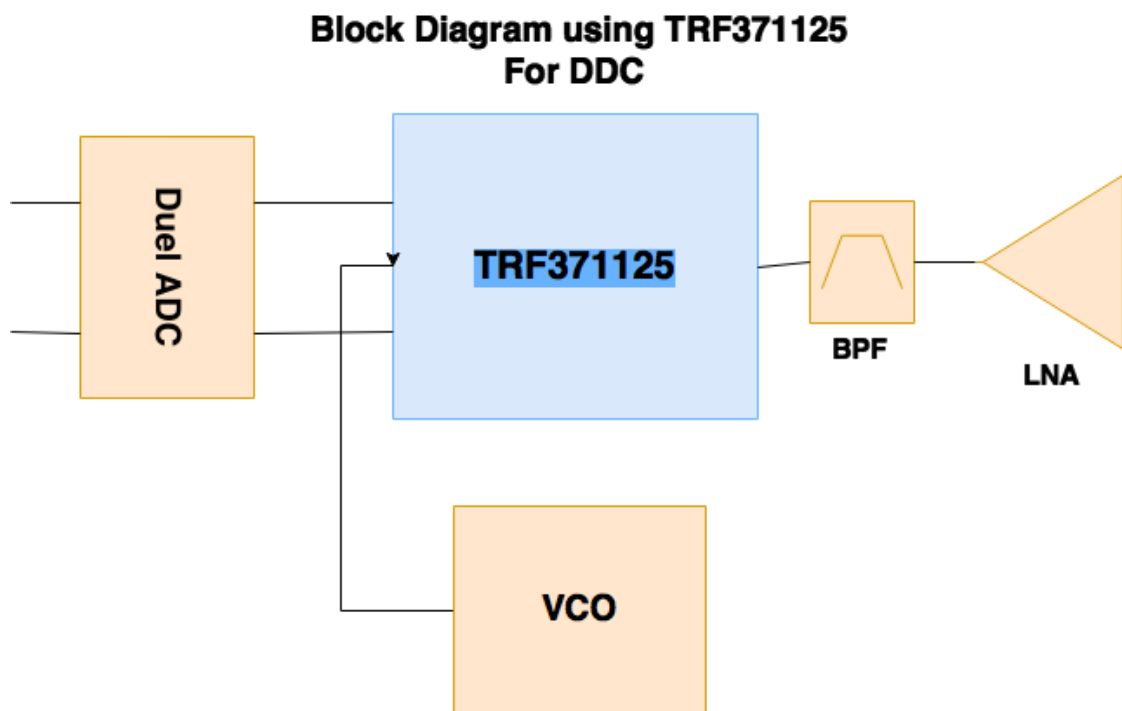 Block Diagram using TRF371125
For DDC
Duel ADC
TRF371125
BPF
LNA
VCO